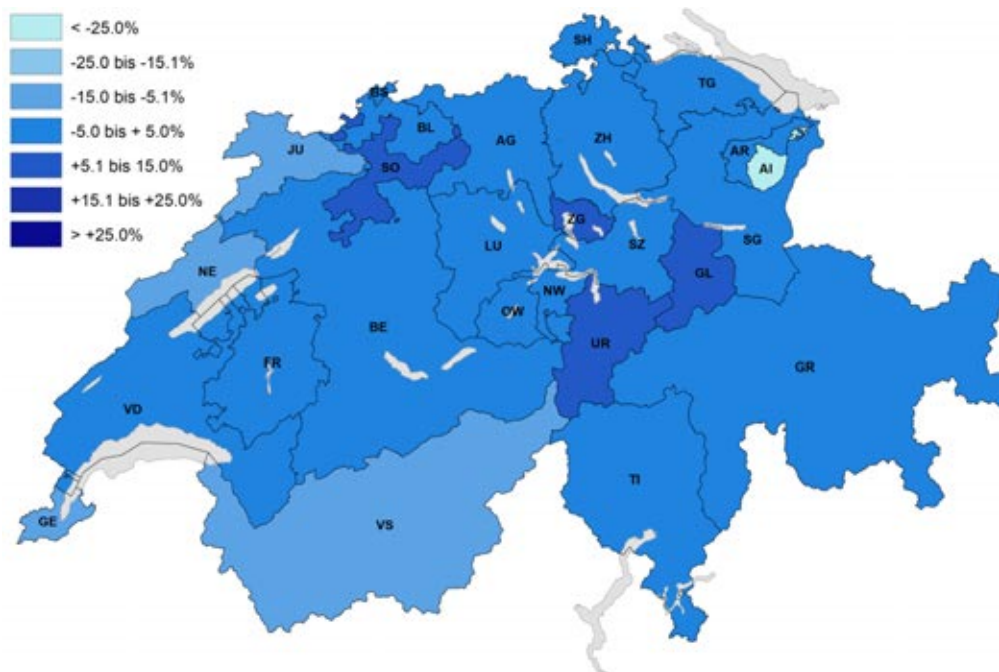 < -25.0%
-25.0 bis -15.1%
-15.0 bis -5.1%
-5.0 bis + 5.0%
+5.1 bis 15.0%
+15.1 bis +25.0%
> +25.0%
SH
BS
TG
BL
AG
ZH
JU
AR
SO
AI
ZG
LU
SZ
SG
NE
GL
NW
OW
BE
UR
FR
GR
VD
TI
GE
VS